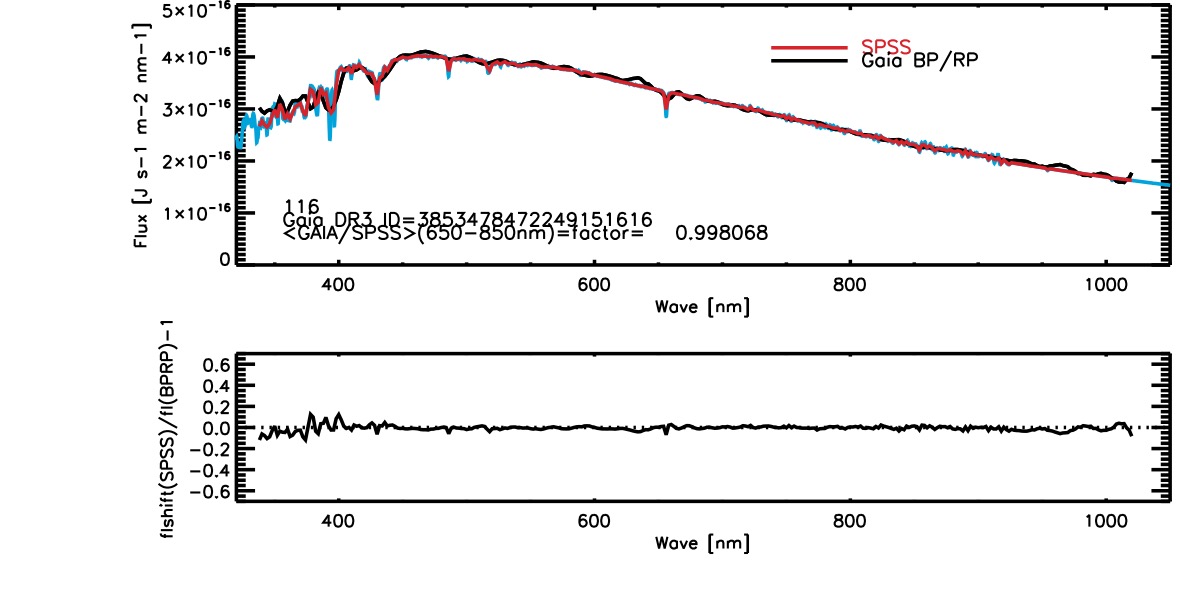 5×10⁻¹⁶
4×10⁻¹⁶
3×10⁻¹⁶
2×10⁻¹⁶
1×10⁻¹⁶
0
Flux [J s-1 m-2 nm-1]
SPSS
Gaia BP/RP
116
Gaia DR3 ID=3853478472249151616
<GAIA/SPSS>(650-850nm)=factor= 0.998068
400 600 800 1000
Wave [nm]
flshift(SPSS)/fl(BPRP)-1
0.6
0.4
0.2
0.0
-0.2
-0.4
-0.6
400 600 800 1000
Wave [nm]